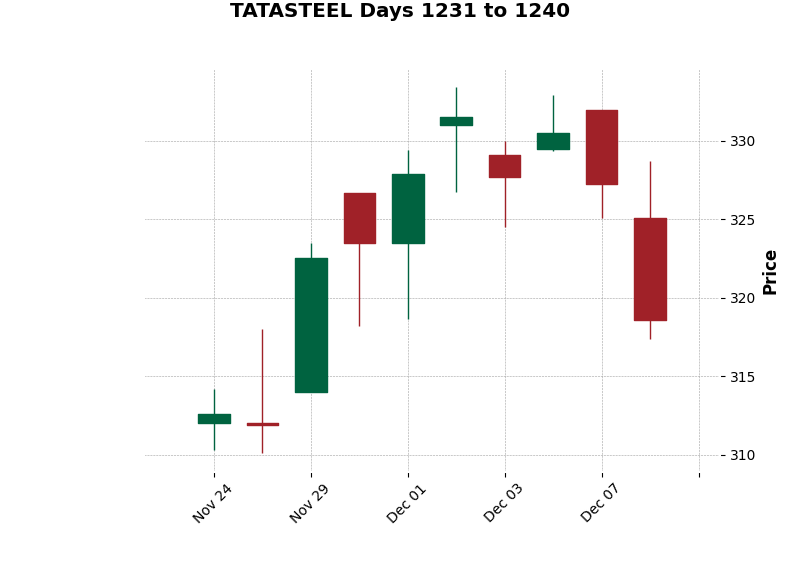 TATASTEEL Days 1231 to 1240
330
325
320
315
310
Price
Nov 24
Nov 29
Dec 01
Dec 03
Dec 07